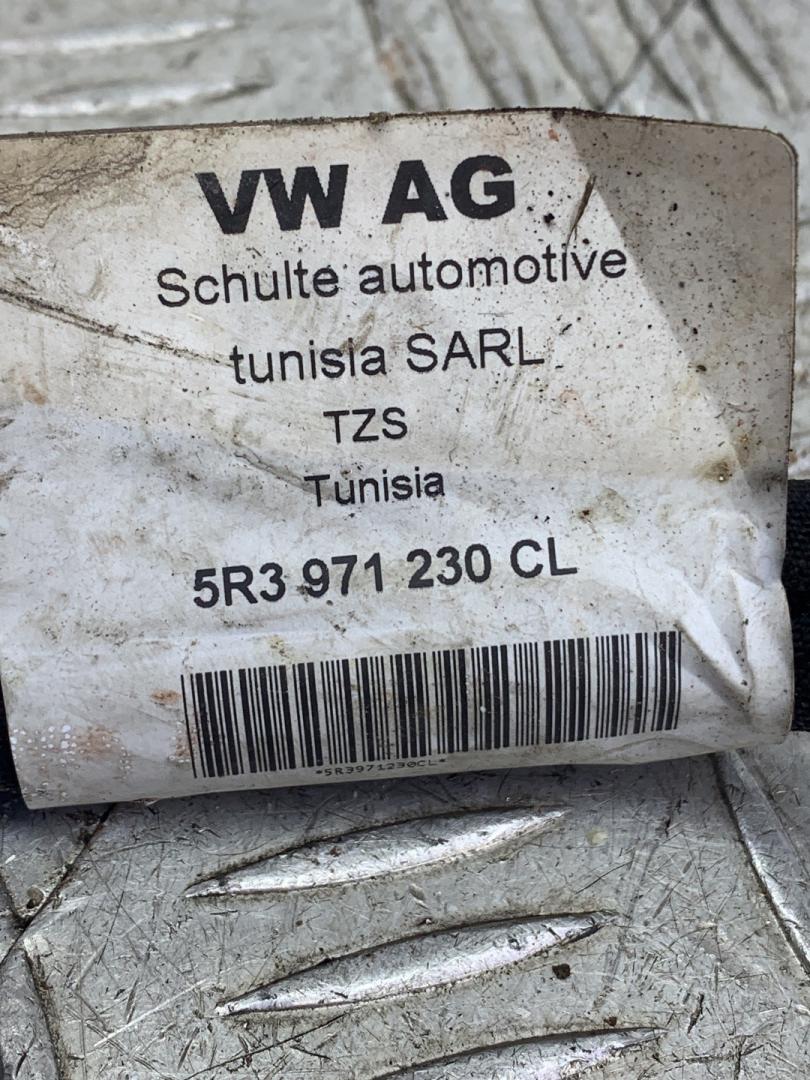 VW AG
Schulte automotive
tunisia SARL
TZS
Tunisia
5R3 971 230 CL
*5R3971230CL*